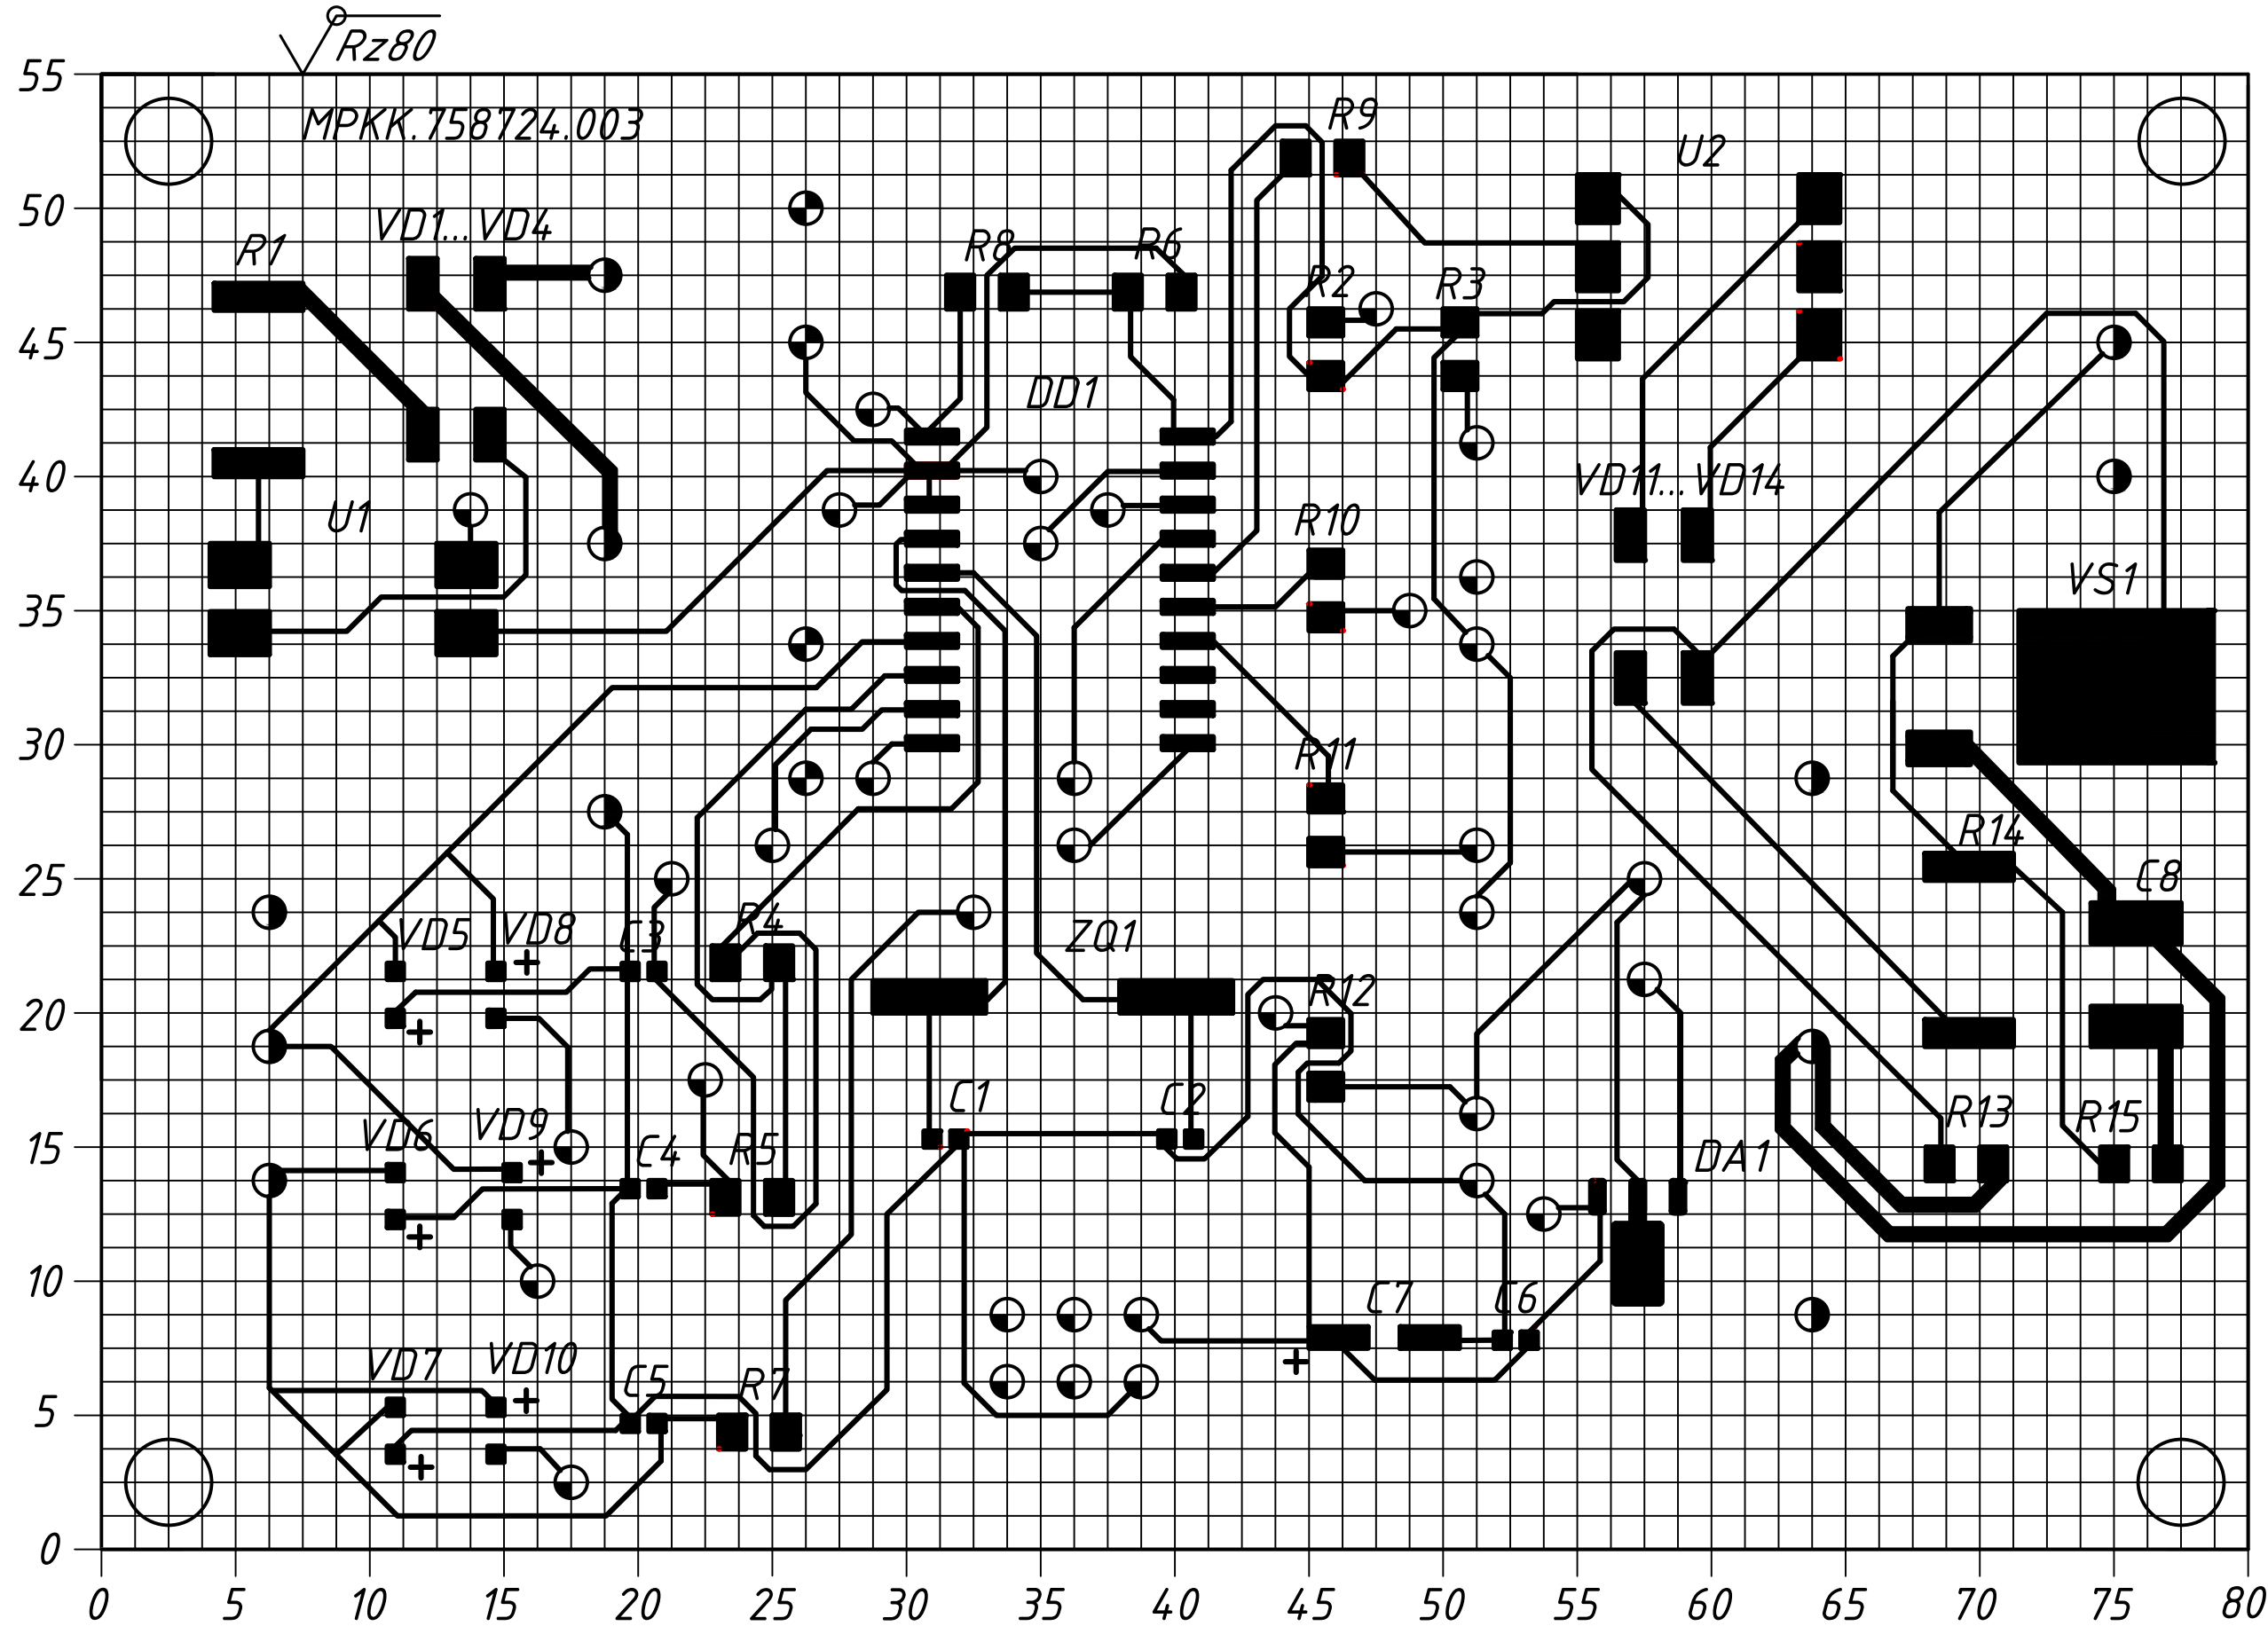 Rz80
55
МРКК.758724.003
R9
U2
50
VD1...VD4
R1
R8
R6
R2
R3
45
DD1
40
VD11...VD14
U1
R10
VS1
35
30
R11
R14
25
C8
VD5
VD8
C3
R4
ZQ1
20
R12
C1
C2
R13
R15
15
VD6
VD9
C4
R5
DA1
10
C7
C6
VD7
VD10
C5
R7
5
0
0 5 10 15 20 25 30 35 40 45 50 55 60 65 70 75 80